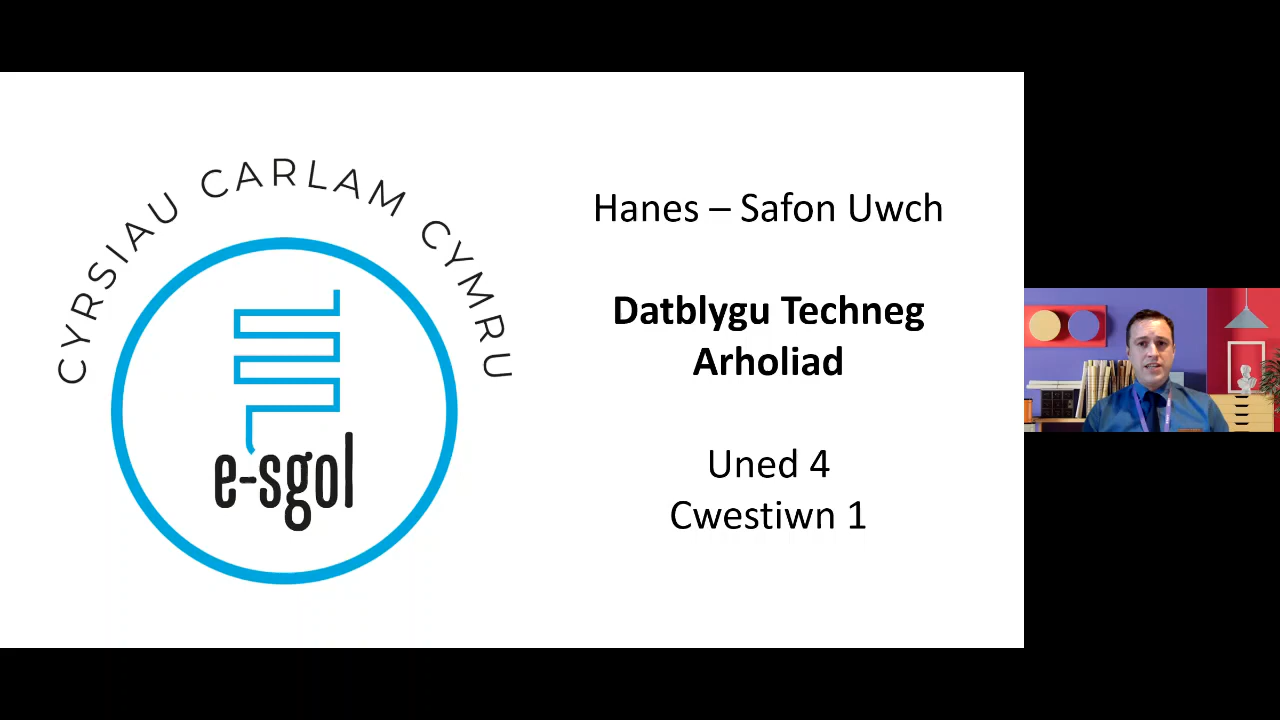 CYRSIAU CARLAM CYMRU
e-sgol
Hanes – Safon Uwch
Datblygu Techneg
Arholiad
Uned 4
Cwestiwn 1